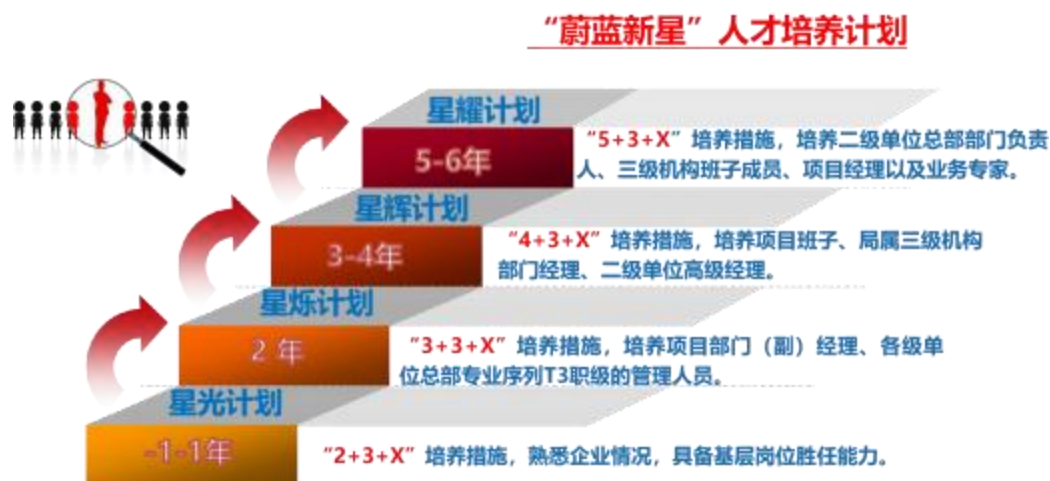 “蔚蓝新星”人才培养计划
星耀计划
5-6年
“5+3+X”培养措施，培养二级单位总部部门负责
人、三级机构班子成员、项目经理以及业务专家。
星辉计划
3-4年
“4+3+X”培养措施，培养项目班子、局属三级机构
部门经理、二级单位高级经理。
星烁计划
2 年
“3+3+X”培养措施，培养项目部门（副）经理、各级单
位总部专业序列T3职级的管理人员。
星光计划
-1-1年
“2+3+X”培养措施，熟悉企业情况，具备基层岗位胜任能力。